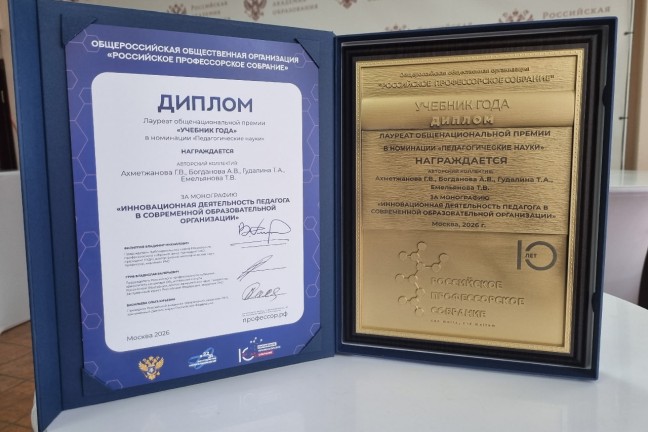 Российская
ОБЩЕРОССИЙСКАЯ ОБЩЕСТВЕННАЯ ОРГАНИЗАЦИЯ
«РОССИЙСКОЕ ПРОФЕССОРСКОЕ СОБРАНИЕ»
ДИПЛОМ
Лауреат общенациональной премии
«УЧЕБНИК ГОДА»
в номинации «Педагогические науки»
НАГРАЖДАЕТСЯ
АВТОРСКИЙ КОЛЛЕКТИВ:
Ахметжанова Г.В., Богданова А.В., Гудалина Т.А.,
Емельянова Т.В.
ЗА МОНОГРАФИЮ
«ИННОВАЦИОННАЯ ДЕЯТЕЛЬНОСТЬ ПЕДАГОГА
В СОВРЕМЕННОЙ ОБРАЗОВАТЕЛЬНОЙ
ОРГАНИЗАЦИИ»
профессор.рф
Москва 2026
Общероссийская общественная организация
"РОССИЙСКОЕ ПРОФЕССОРСКОЕ СОБРАНИЕ"
УЧЕБНИК ГОДА
ДИПЛОМ
ЛАУРЕАТ ОБЩЕНАЦИОНАЛЬНОЙ ПРЕМИИ
В НОМИНАЦИИ «ПЕДАГОГИЧЕСКИЕ НАУКИ»
НАГРАЖДАЕТСЯ
АВТОРСКИЙ КОЛЛЕКТИВ:
Ахметжанова Г.В., Богданова А.В., Гудалина Т.А.,
Емельянова Т.В.
ЗА МОНОГРАФИЮ
«ИННОВАЦИОННАЯ ДЕЯТЕЛЬНОСТЬ ПЕДАГОГА В
СОВРЕМЕННОЙ ОБРАЗОВАТЕЛЬНОЙ ОРГАНИЗАЦИИ»
Москва, 2026 г.
10 ЛЕТ
РОССИЙСКОЕ
ПРОФЕССОРСКОЕ
СОБРАНИЕ